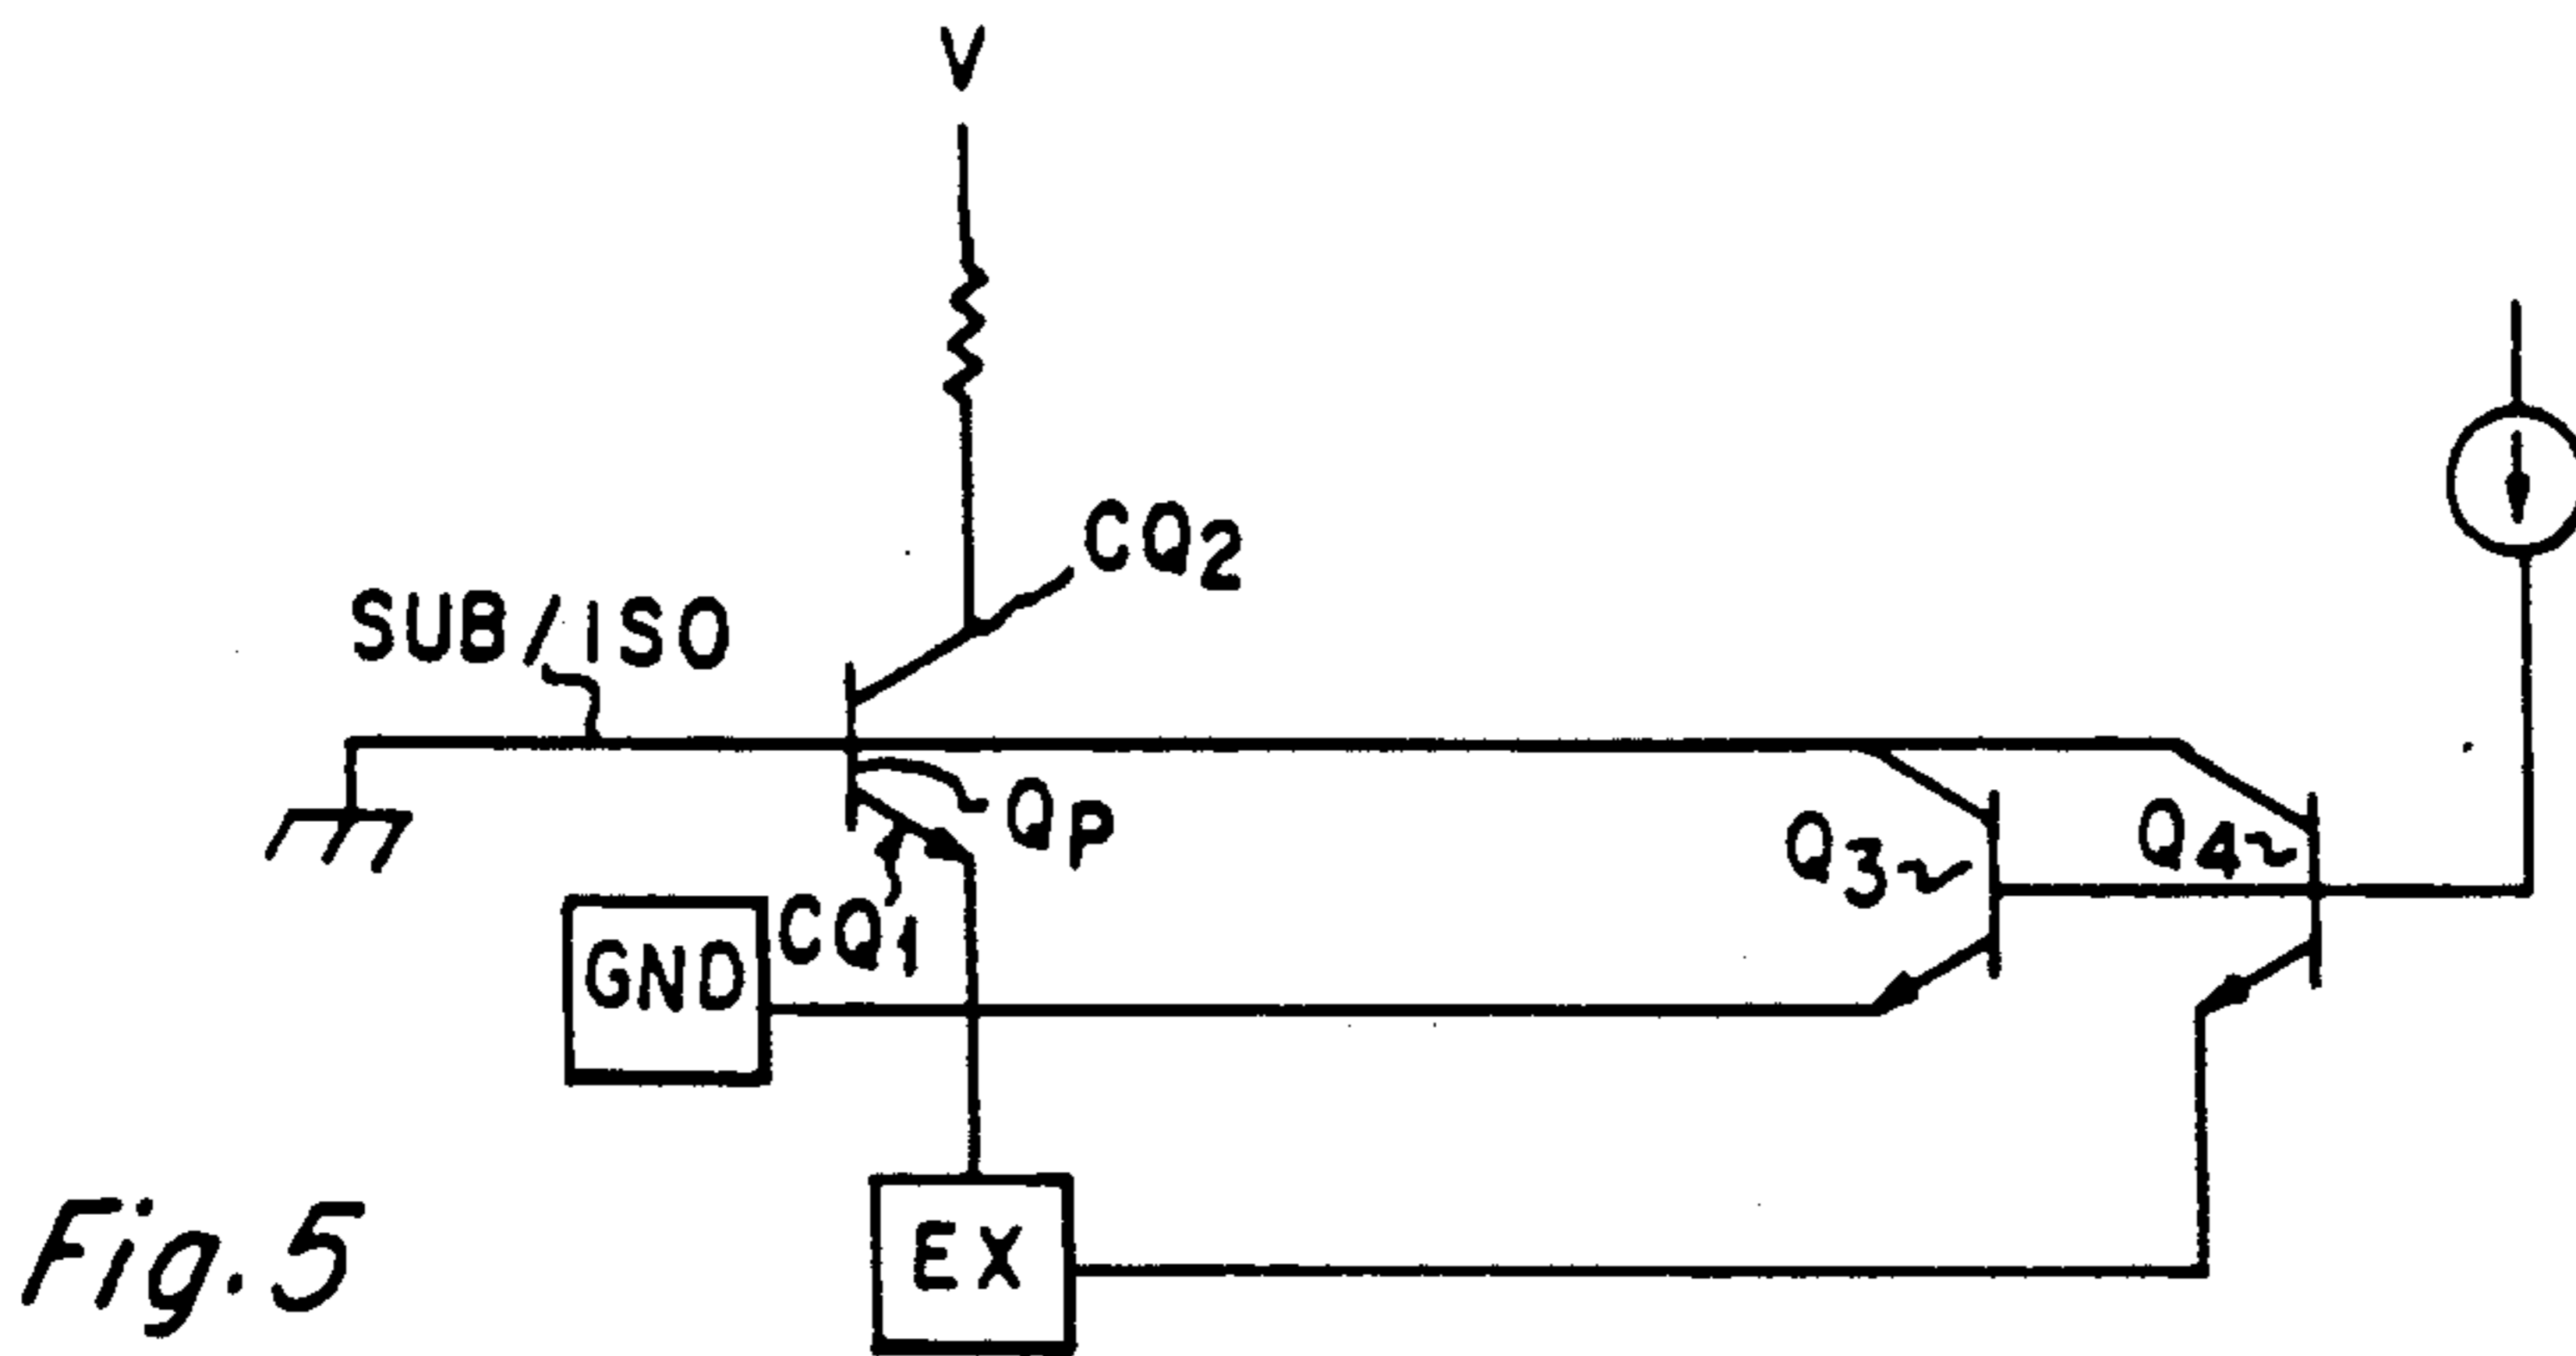 V
CQ2
SUB/ISO
QP
Q3
Q4
CQ1
GND
EX
Fig. 5